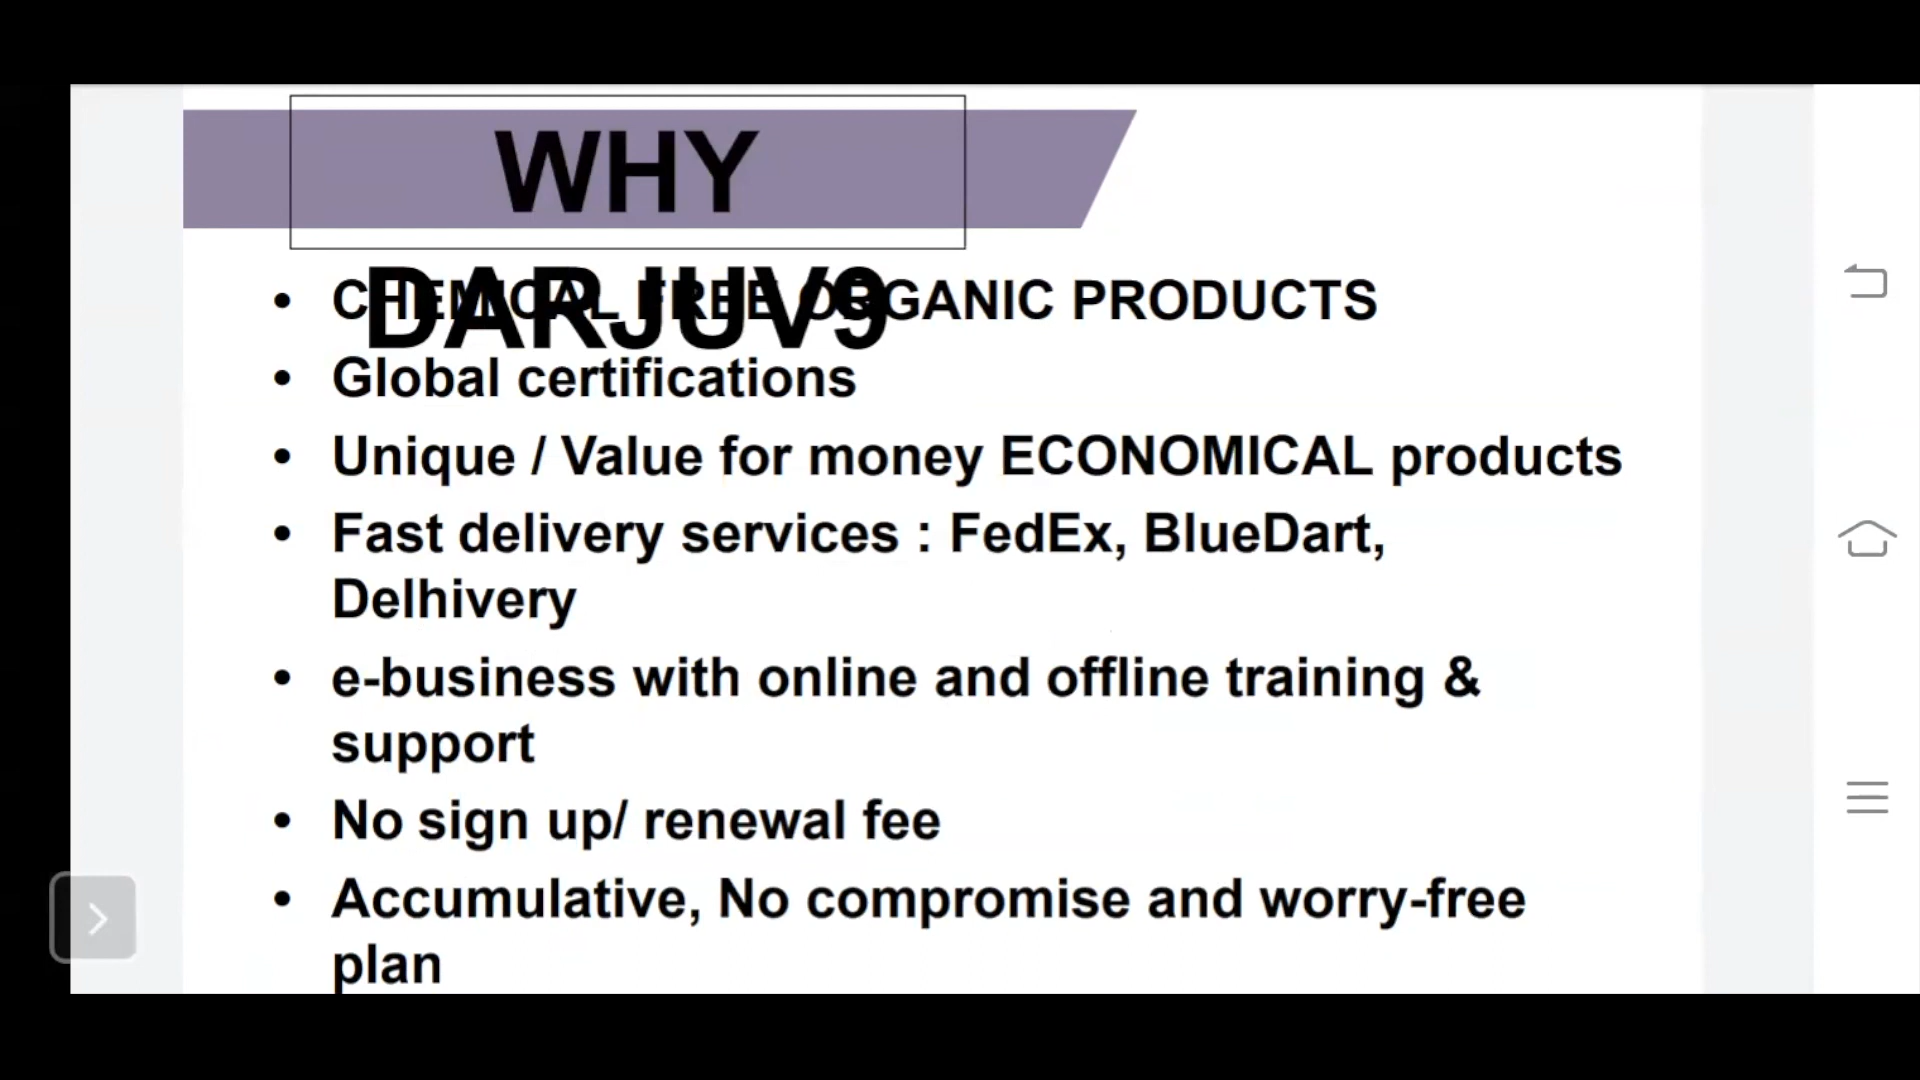 WHY
DARJUV9
• CHEMICAL FREE ORGANIC PRODUCTS
• Global certifications
• Unique / Value for money ECONOMICAL products
• Fast delivery services : FedEx, BlueDart,
Delhivery
• e-business with online and offline training &
support
• No sign up/ renewal fee
• Accumulative, No compromise and worry-free
plan